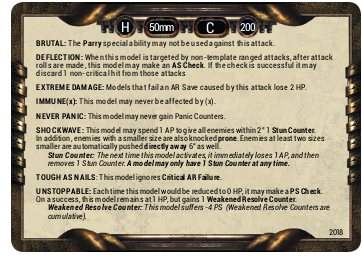 H 50mm C 200
BRUTAL: The Parry special ability may not be used against this attack.
DEFLECTION: When this model is targeted by non-template ranged attacks, after
rolls are made, this model may make an AS Check. If the check is successful it may
discard 1 non-critical hit from those attacks
EXTREME DAMAGE: Models that fail an AR Save caused by this attack lose 2 HP.
IMMUNE(x): This model may never be affected by (x).
NEVER PANIC: This model may never gain Panic Counters.
SHOCKWAVE: This model may spend 1 AP to give all enemies within 2" 1 Stun Counter.
In addition, enemies with a smaller size are also knocked prone. Enemies at least two sizes
smaller are automatically pushed directly away 6" as well.
Stun Counter: The next time this model activates, it immediately loses 1 AP, and then
removes 1 Stun Counter. A model may only have 1 Stun Counter at any time.
TOUGH AS NAILS: This model ignores Critical AR Failure.
UNSTOPPABLE: Each time this model would be reduced to 0 HP, it may make a PS Check.
On a success, this model remains at 1 HP, but gains 1 Weakened Resolve Counter.
Weakened Resolve Counter: This model suffers -4 PS (Weakened Resolve Counters are
cumulative).
2018